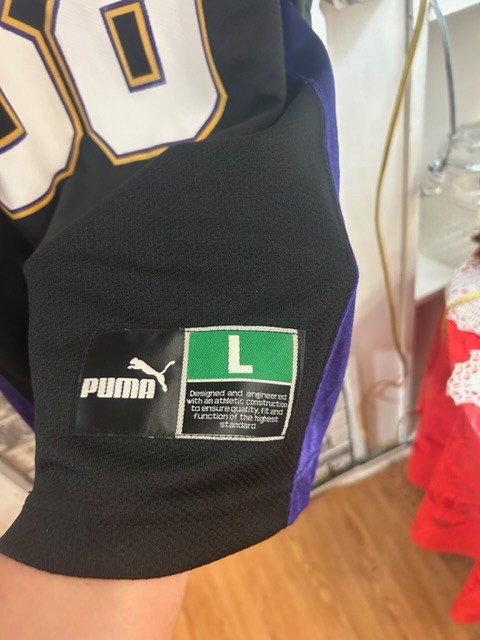 PUMA
L
Designed and engineered
with an athletic construction
to ensure quality, fit and
function of the highest
standard